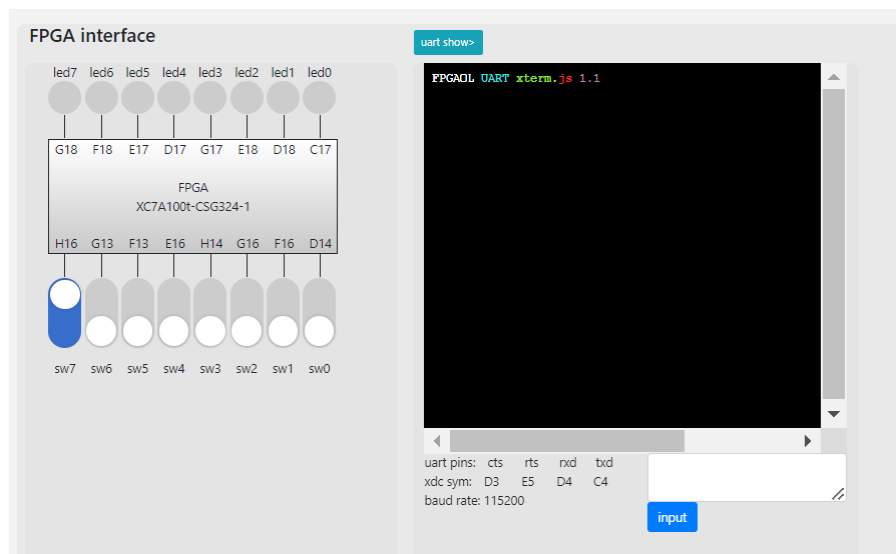 FPGA interface
uart show>
led7 led6 led5 led4 led3 led2 led1 led0
G18 F18 E17 D17 G17 E18 D18 C17
FPGA
XC7A100t-CSG324-1
H16 G13 F13 E16 H14 G16 F16 D14
sw7 sw6 sw5 sw4 sw3 sw2 sw1 sw0
FPGAOL UART xterm.js 1.1
uart pins: cts rts rxd txd
xdc sym: D3 E5 D4 C4
baud rate: 115200
input